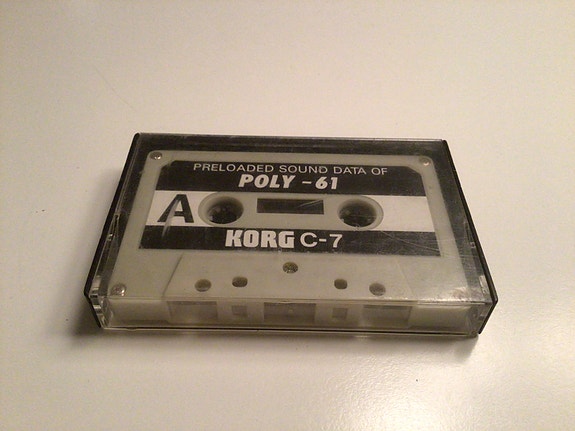 PRELOADED SOUND DATA OF
POLY-61
A
KORG C-7